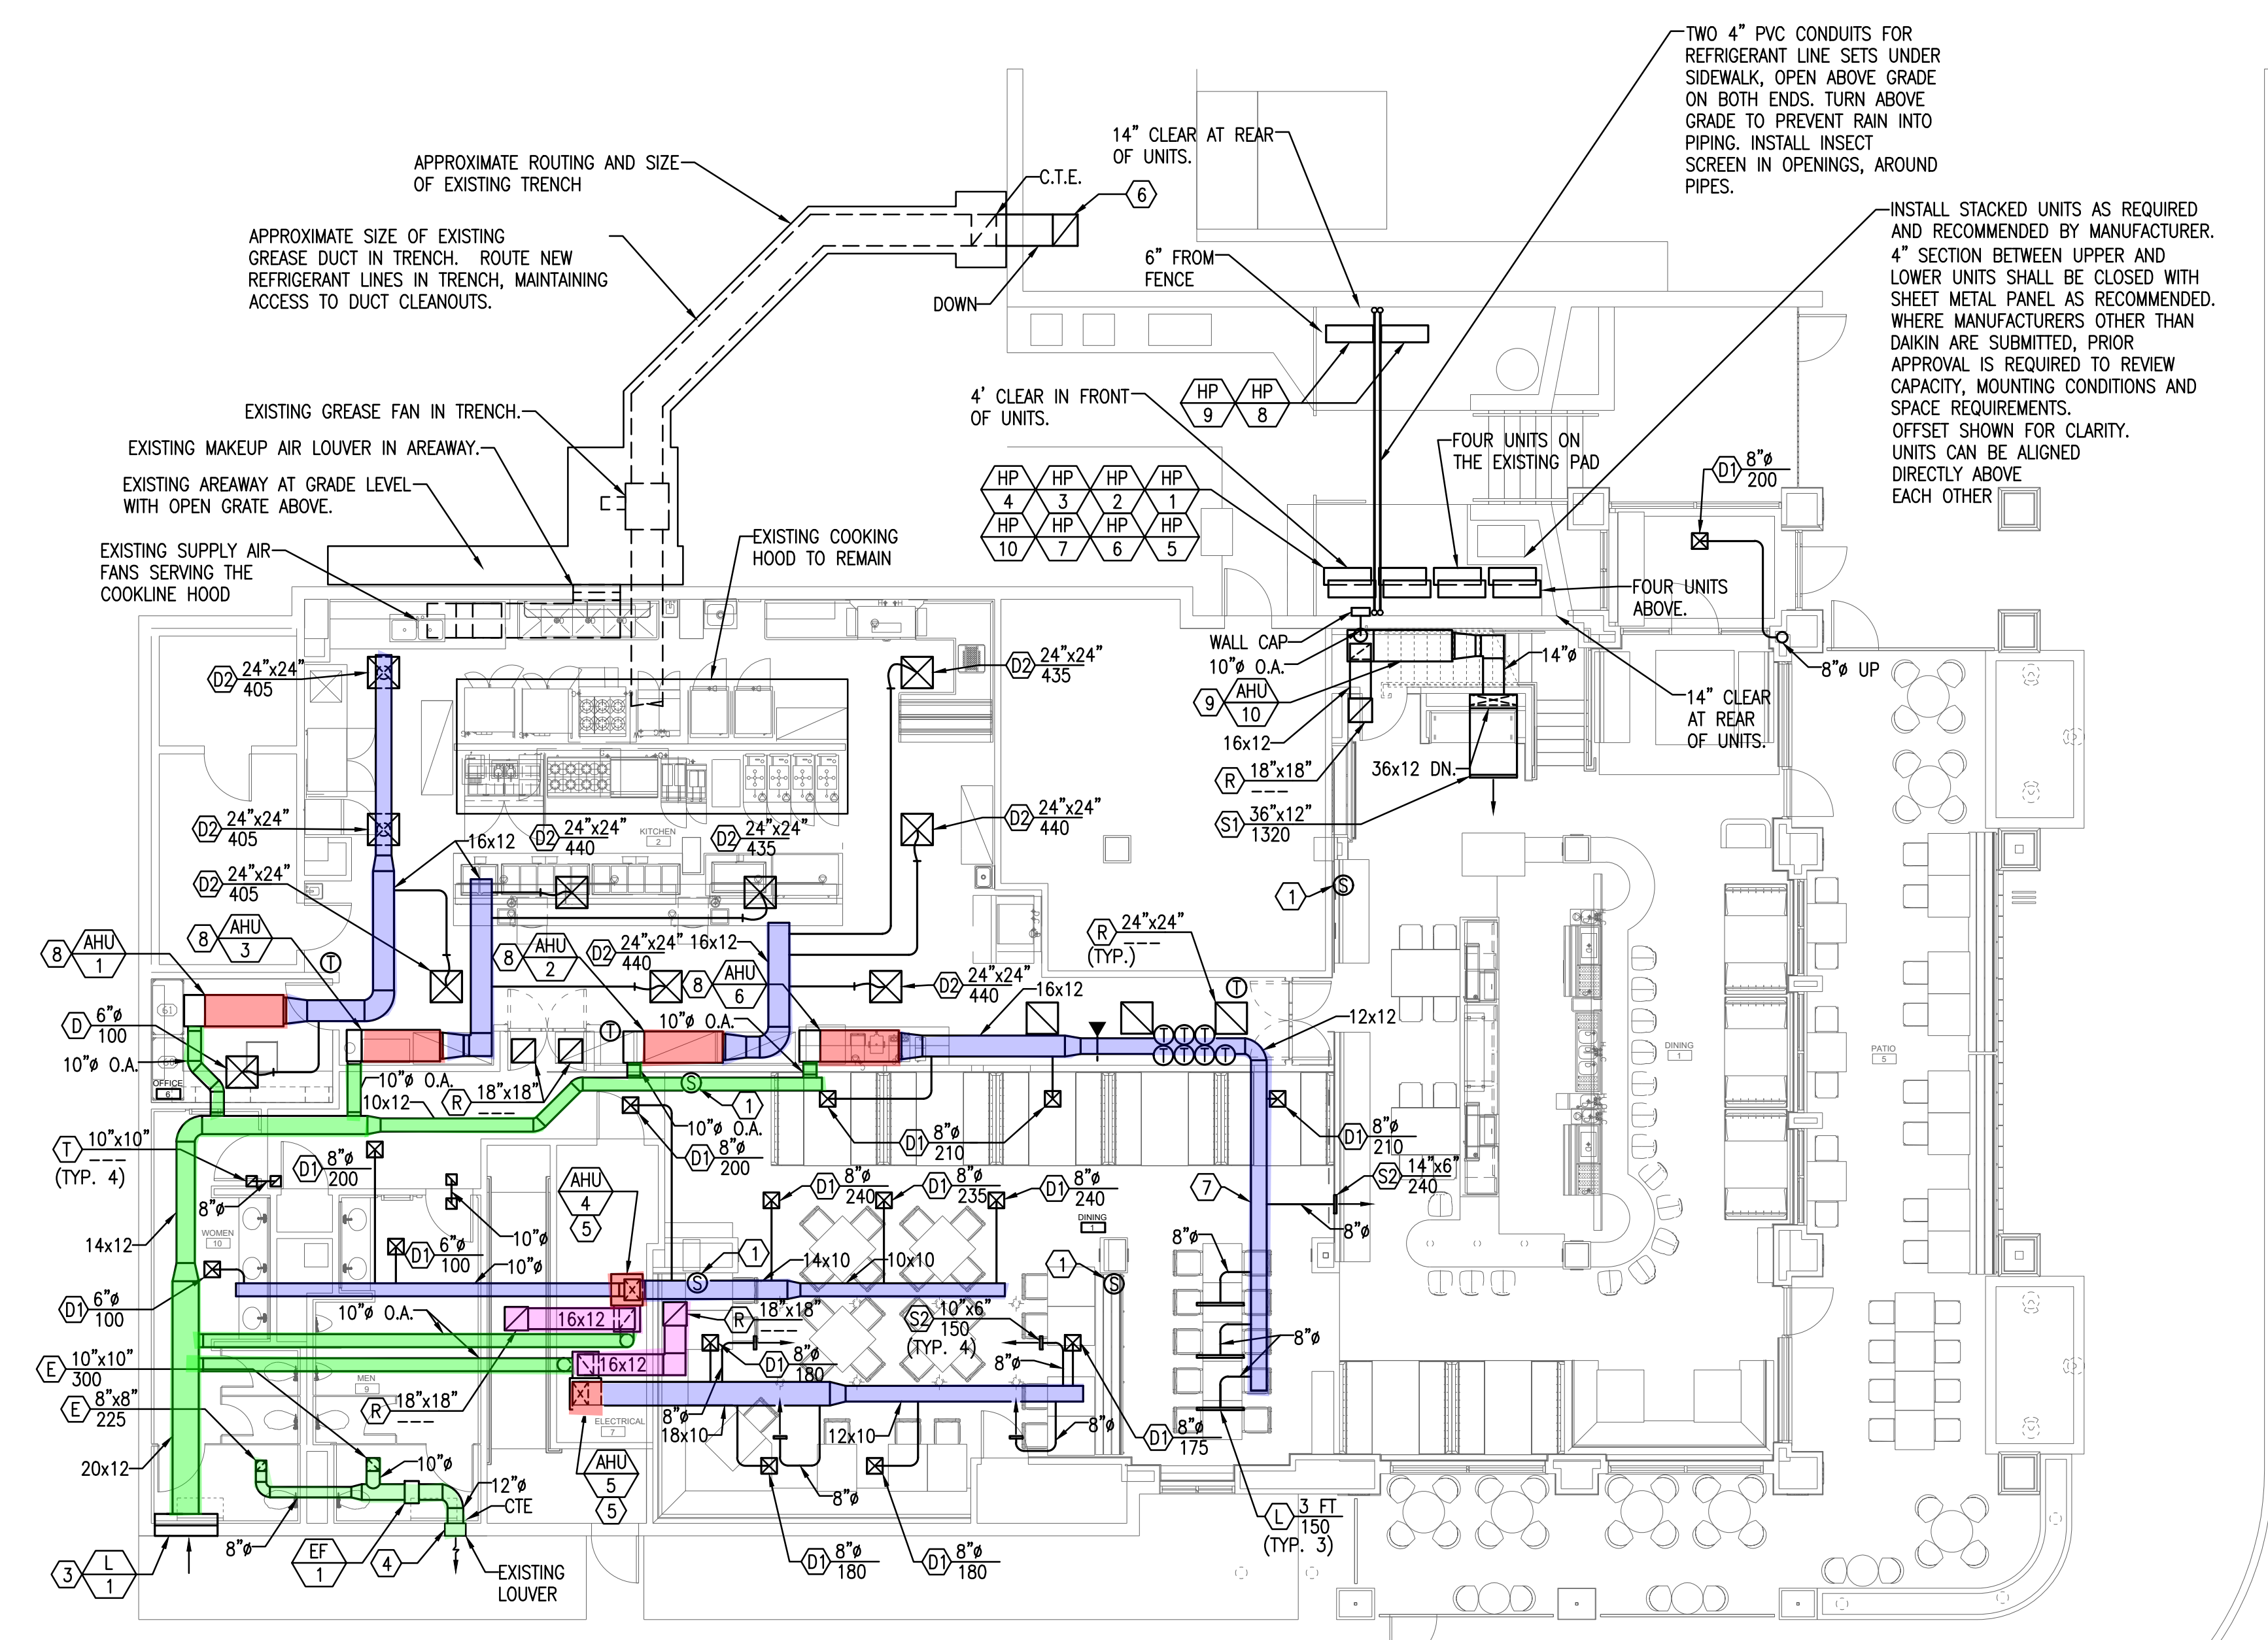 TWO 4" PVC CONDUITS FOR
REFRIGERANT LINE SETS UNDER
SIDEWALK, OPEN ABOVE GRADE
ON BOTH ENDS. TURN ABOVE
GRADE TO PREVENT RAIN INTO
PIPING. INSTALL INSECT
SCREEN IN OPENINGS, AROUND
PIPES.
14" CLEAR AT REAR
OF UNITS.
APPROXIMATE ROUTING AND SIZE
OF EXISTING TRENCH
C.T.E.
6
INSTALL STACKED UNITS AS REQUIRED
AND RECOMMENDED BY MANUFACTURER.
4" SECTION BETWEEN UPPER AND
LOWER UNITS SHALL BE CLOSED WITH
SHEET METAL PANEL AS RECOMMENDED.
WHERE MANUFACTURERS OTHER THAN
DAIKIN ARE SUBMITTED, PRIOR
APPROVAL IS REQUIRED TO REVIEW
CAPACITY, MOUNTING CONDITIONS AND
SPACE REQUIREMENTS.
OFFSET SHOWN FOR CLARITY.
UNITS CAN BE ALIGNED
DIRECTLY ABOVE
EACH OTHER
APPROXIMATE SIZE OF EXISTING
GREASE DUCT IN TRENCH. ROUTE NEW
REFRIGERANT LINES IN TRENCH, MAINTAINING
ACCESS TO DUCT CLEANOUTS.
6" FROM
FENCE
DOWN
4' CLEAR IN FRONT
OF UNITS.
HP HP
9 8
EXISTING GREASE FAN IN TRENCH.
EXISTING MAKEUP AIR LOUVER IN AREAWAY.
FOUR UNITS ON
THE EXISTING PAD
D1 8"ø
200
EXISTING AREAWAY AT GRADE LEVEL
WITH OPEN GRATE ABOVE.
HP HP HP HP
4 3 2 1
HP HP HP HP
10 7 6 5
EXISTING COOKING
HOOD TO REMAIN
EXISTING SUPPLY AIR
FANS SERVING THE
COOKLINE HOOD
FOUR UNITS
ABOVE.
WALL CAP
10"ø O.A.
14"ø
8"ø UP
D2 24"x24"
405
D2 24"x24"
435
9 AHU
10
14" CLEAR
AT REAR
OF UNITS.
16x12
R 18"x18"
---
36x12 DN.
S1 36"x12"
1320
D2 24"x24"
405
16x12
D2 24"x24"
440
KITCHEN
2
D2 24"x24"
435
D2 24"x24"
440
D2 24"x24"
405
1 S
8 AHU
1
8 AHU
3
8 AHU
2
D2 24"x24"
440
16x12
8 AHU
6
R 24"x24"
---
(TYP.)
D2 24"x24"
440
T
T
T
16x12
T T T
T T T T
12x12
D 6"ø
100
10"ø O.A.
10"ø O.A.
OFFICE
6
10"ø O.A.
10x12
R 18"x18"
---
S
1
10"ø O.A.
DINING
1
PATIO
5
T 10"x10"
---
(TYP. 4)
D1 8"ø
200
8"ø
D1 8"ø
200
D1 8"ø
210
D1 8"ø
210
AHU
4
5
D1 8"ø
240
D1 8"ø
235
D1 8"ø
240
7
S2 14"x6"
240
8"ø
DINING
1
WOMEN
10
10"ø
14x12
D1 6"ø
100
10"ø
S
1
14x10
10x10
1
S
8"ø
D1 6"ø
100
10"ø O.A.
16x12
R 18"x18"
---
S2 10"x6"
150
(TYP. 4)
8"ø
16x12
D1 8"ø
180
8"ø
E 10"x10"
300
MEN
9
R 18"x18"
---
E 8"x8"
225
8"ø
18x10
12x10
8"ø
D1 8"ø
175
ELECTRICAL
7
20x12
10"ø
12"ø
CTE
AHU
5
5
8"ø
L 3 FT
150
(TYP. 3)
8"ø
3 L
1
EF
1
4
EXISTING
LOUVER
D1 8"ø
180
D1 8"ø
180